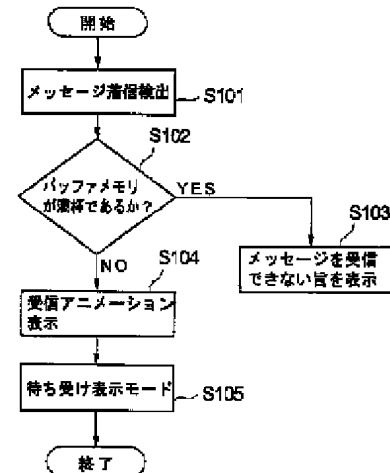 開始
メッセージ着信検出
S101
S102
バッファメモリ
が満杯であるか?
YES
S103
メッセージを受信
できない旨を表示
NO
S104
受信アニメーション
表示
待ち受け表示モード
S105
終了